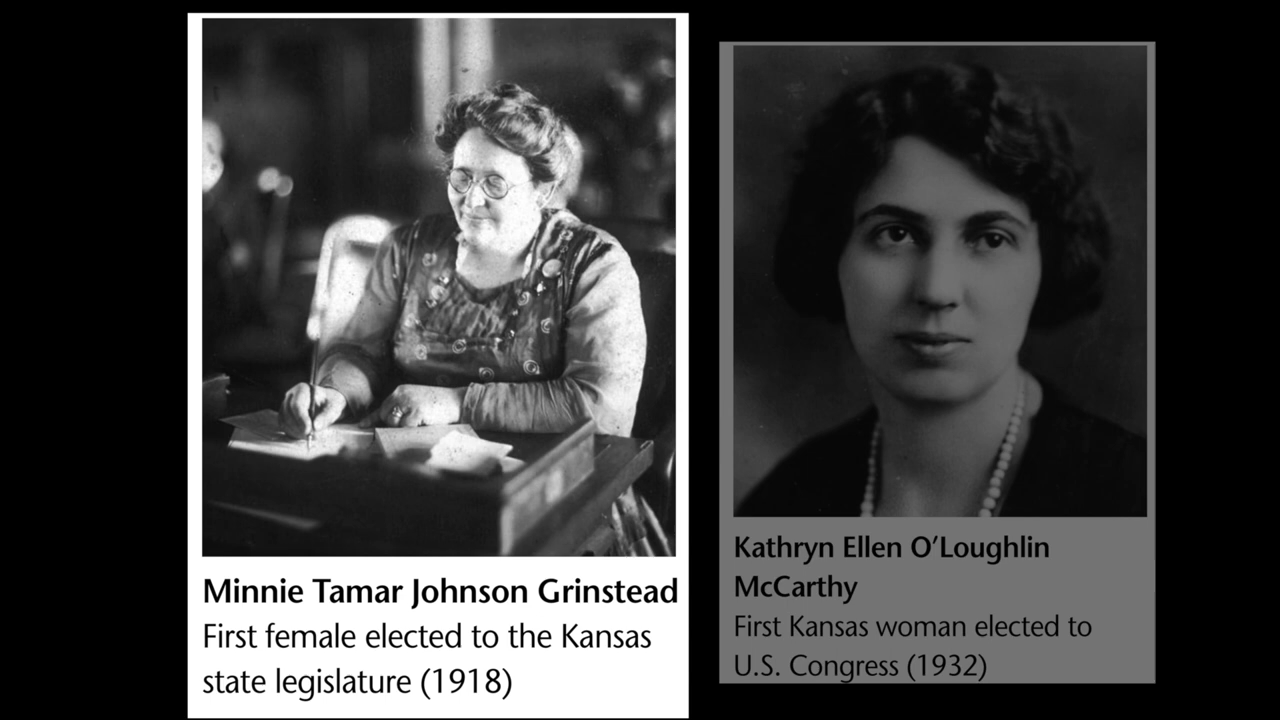 Minnie Tamar Johnson Grinstead
First female elected to the Kansas
state legislature (1918)
Kathryn Ellen O’Loughlin
McCarthy
First Kansas woman elected to
U.S. Congress (1932)